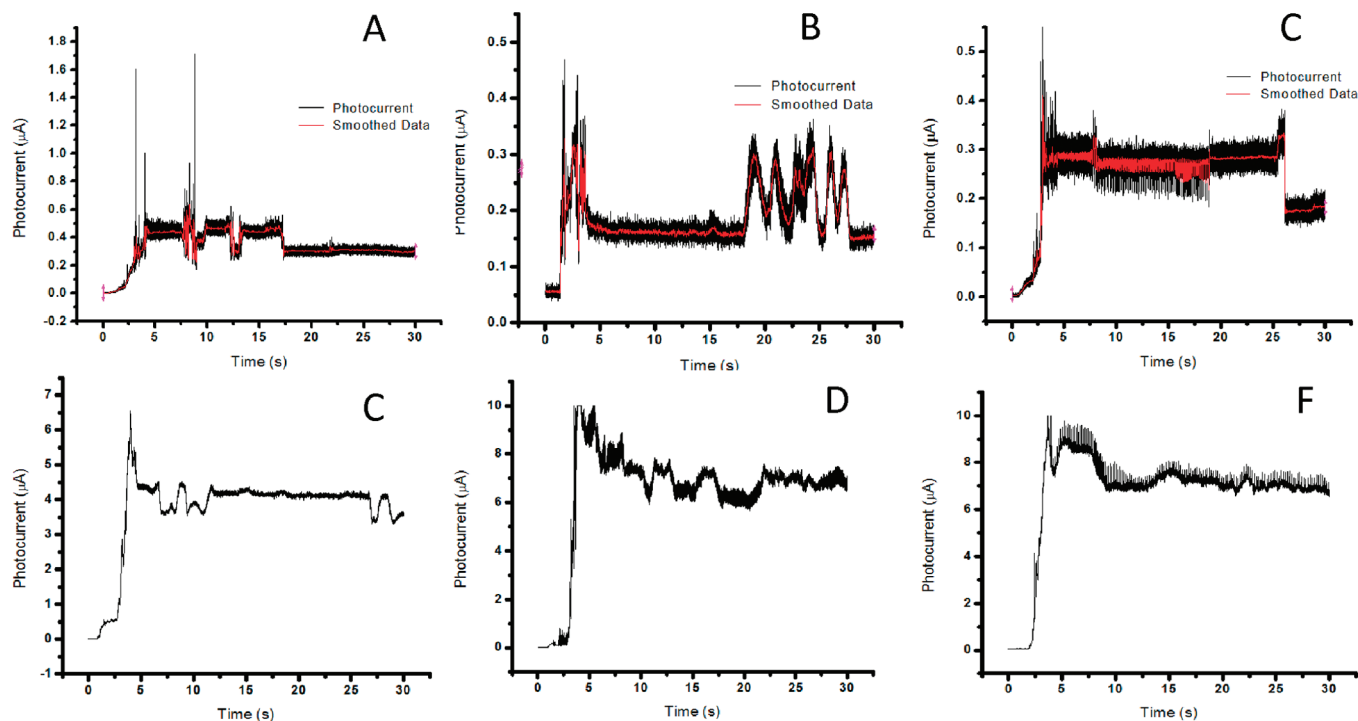 A
1.8
1.6
1.4
1.2
1.0
0.8
0.6
0.4
0.2
0.0
-0.2
Photocurrent (µA)
Photocurrent
Smoothed Data
0 5 10 15 20 25 30
Time (s)
B
0.5
0.4
0.3
0.2
0.1
0.0
Photocurrent (µA)
Photocurrent
Smoothed Data
0 5 10 15 20 25 30
Time (s)
C
0.5
0.4
0.3
0.2
0.1
0.0
Photocurrent (µA)
Photocurrent
Smoothed Data
0 5 10 15 20 25 30
Time (s)
C
7
6
5
4
3
2
1
0
-1
Photocurrent (µA)
0 5 10 15 20 25 30
Time (s)
D
10
8
6
4
2
0
Photocurrent (µA)
0 5 10 15 20 25 30
Time (s)
F
10
8
6
4
2
0
Photocurrent (µA)
0 5 10 15 20 25 30
Time (s)